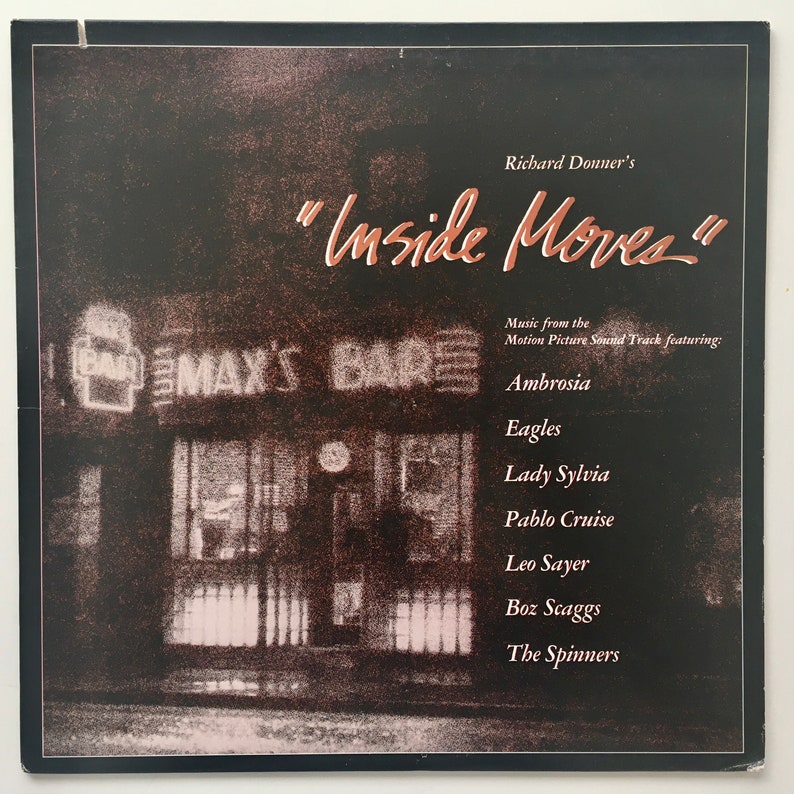 Richard Donner's
"Inside Moves"
Music from the
Motion Picture Sound Track featuring:
Ambrosia
Eagles
Lady Sylvia
Pablo Cruise
Leo Sayer
Boz Scaggs
The Spinners
BAR
MAX'S BAR